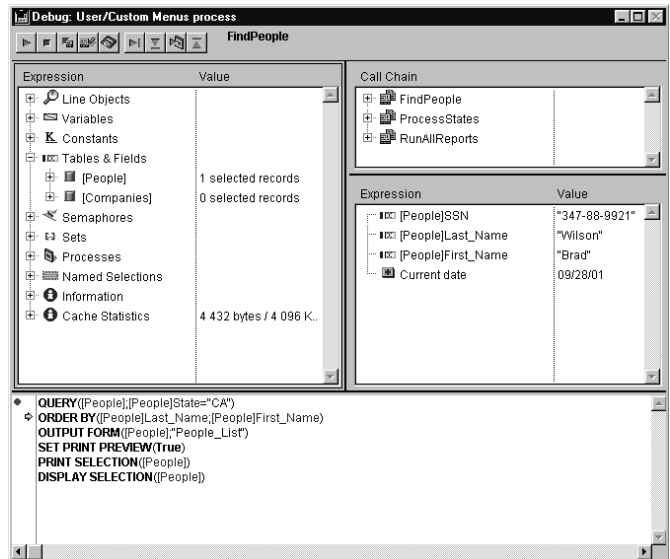 Debug: User/Custom Menus process
FindPeople
Expression Value
Line Objects
Variables
K Constants
Tables & Fields
[People] 1 selected records
[Companies] 0 selected records
Semaphores
Sets
Processes
Named Selections
Information
Cache Statistics 4 432 bytes / 4 096 K..
Call Chain
FindPeople
ProcessStates
RunAllReports
Expression Value
[People]SSN "347-88-9921"
[People]Last_Name "Wilson"
[People]First_Name "Brad"
Current date 09/28/01
QUERY([People];[People]State="CA")
ORDER BY([People]Last_Name;[People]First_Name)
OUTPUT FORM([People];"People_List")
SET PRINT PREVIEW(True)
PRINT SELECTION([People])
DISPLAY SELECTION([People])